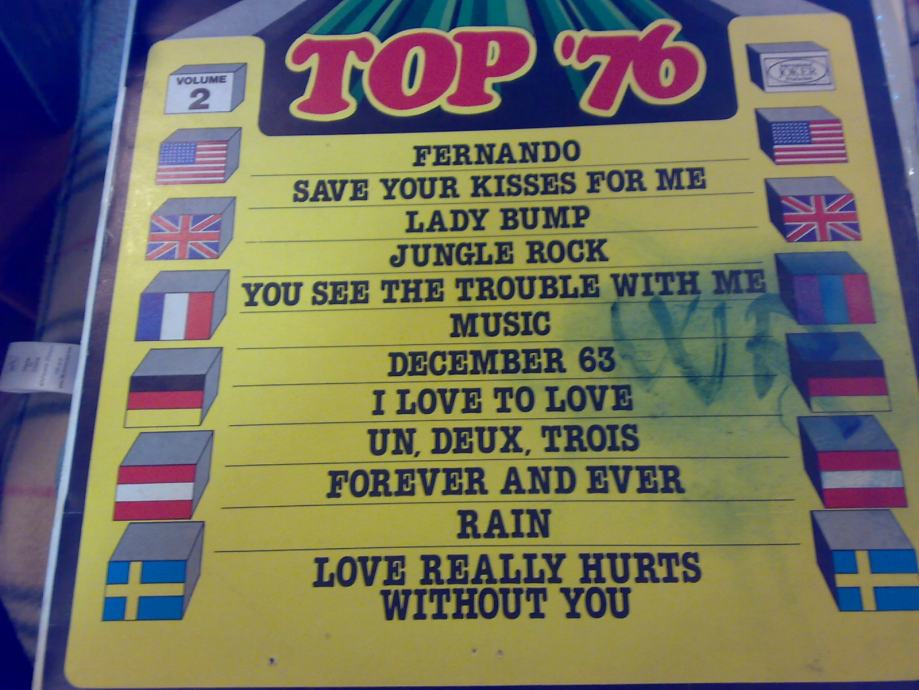 TOP '76
VOLUME
2
JOKER
FERNANDO
SAVE YOUR KISSES FOR ME
LADY BUMP
JUNGLE ROCK
YOU SEE THE TROUBLE WITH ME
MUSIC
DECEMBER 63
I LOVE TO LOVE
UN, DEUX, TROIS
FOREVER AND EVER
RAIN
LOVE REALLY HURTS
WITHOUT YOU